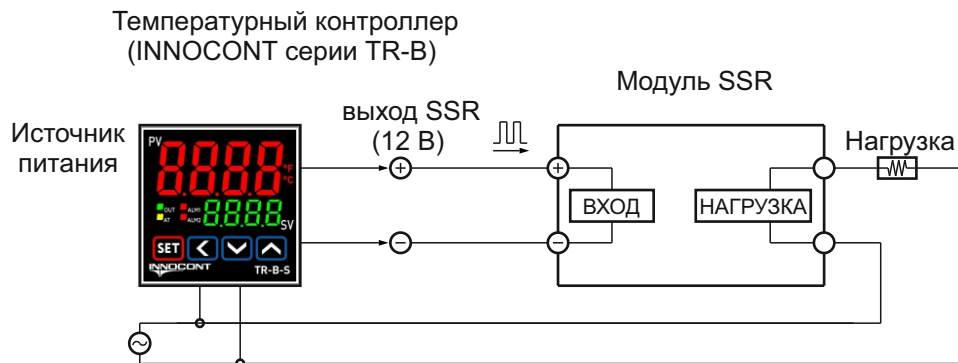 Температурный контроллер
(INNOCONT серии TR-B)
Модуль SSR
выход SSR
(12 В)
Источник
питания
Нагрузка
PV
8.8.8.8
°F
°C
OUT
ALM1
AT
ALM2
8.8.8.8
SV
SET
INNOCONT
TR-B-S
+
−
+
−
ВХОД
НАГРУЗКА